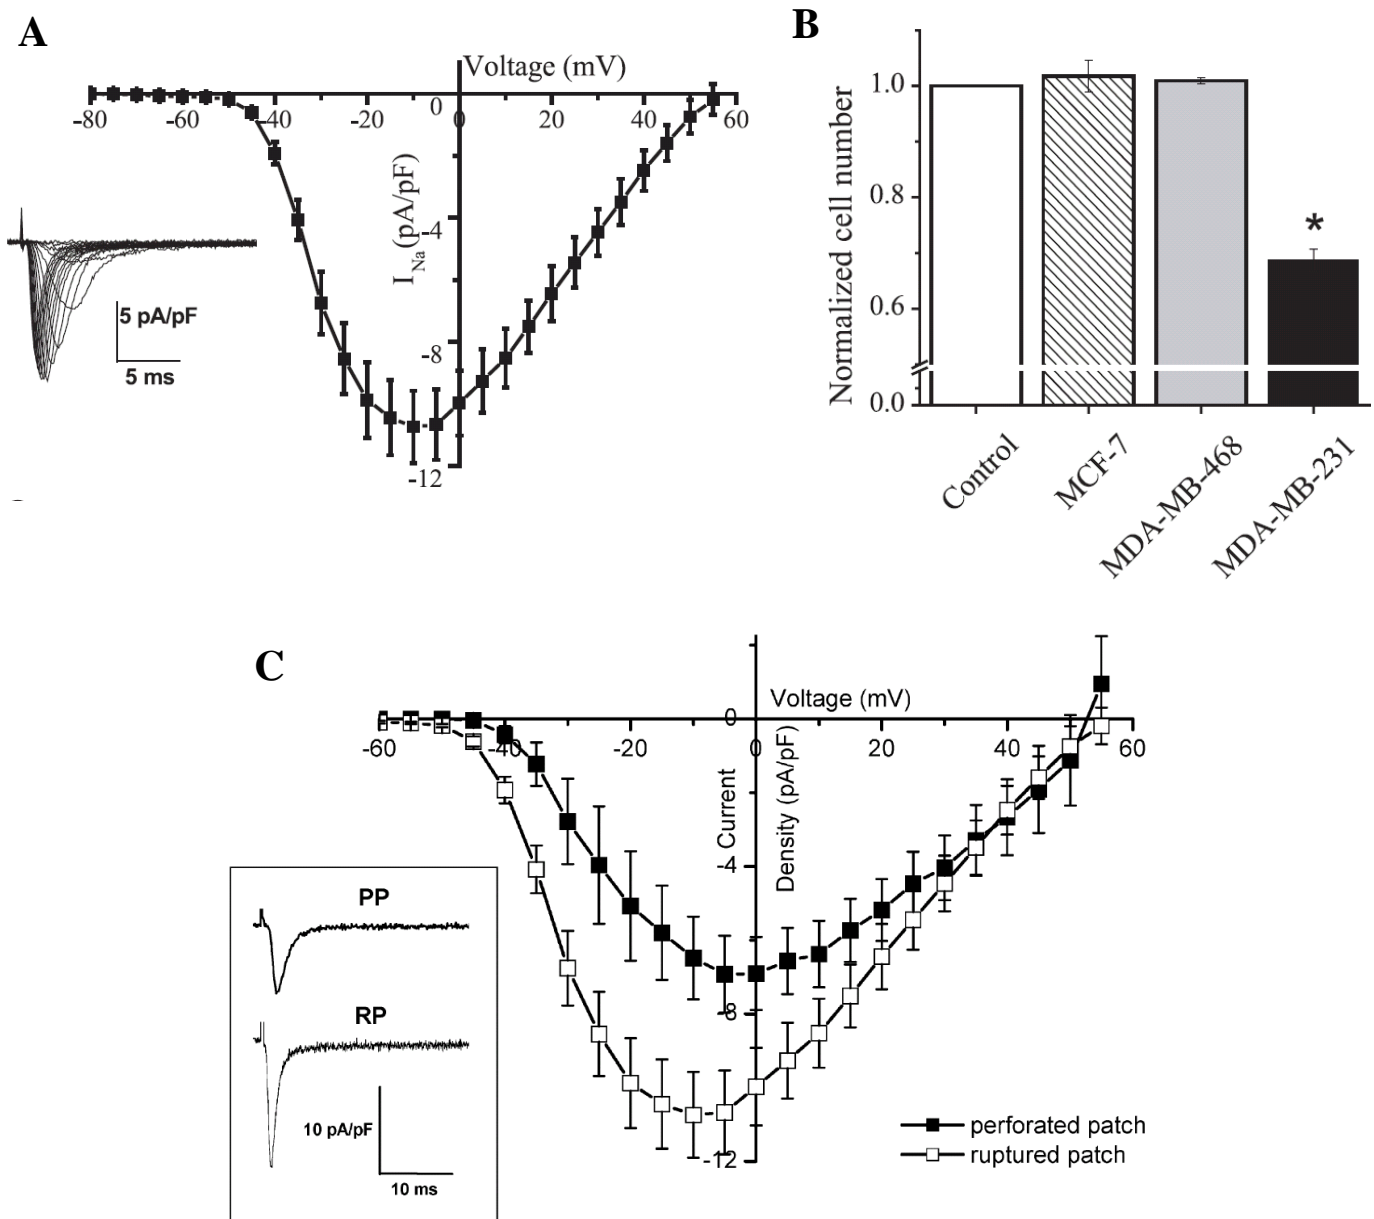 A
Voltage (mV)
-80
-60
-40
-20
0
0
20
40
60
I Na (pA/pF)
-4
-8
-12
5 pA/pF
5 ms
B
Normalized cell number
1.0
0.8
0.6
0.0
*
Control
MCF-7
MDA-MB-468
MDA-MB-231
C
Voltage (mV)
0
-60
-40
-20
0
20
40
60
Current
Density (pA/pF)
-4
-8
-12
PP
RP
10 pA/pF
10 ms
perforated patch
ruptured patch